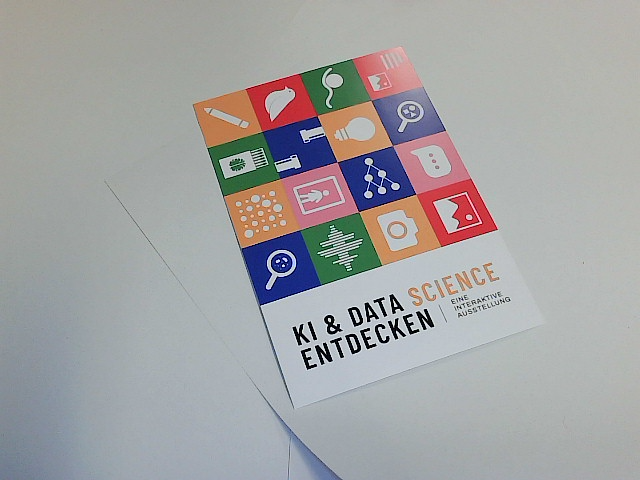 KI & DATA SCIENCE
ENTDECKEN
EINE
INTERAKTIVE
AUSSTELLUNG